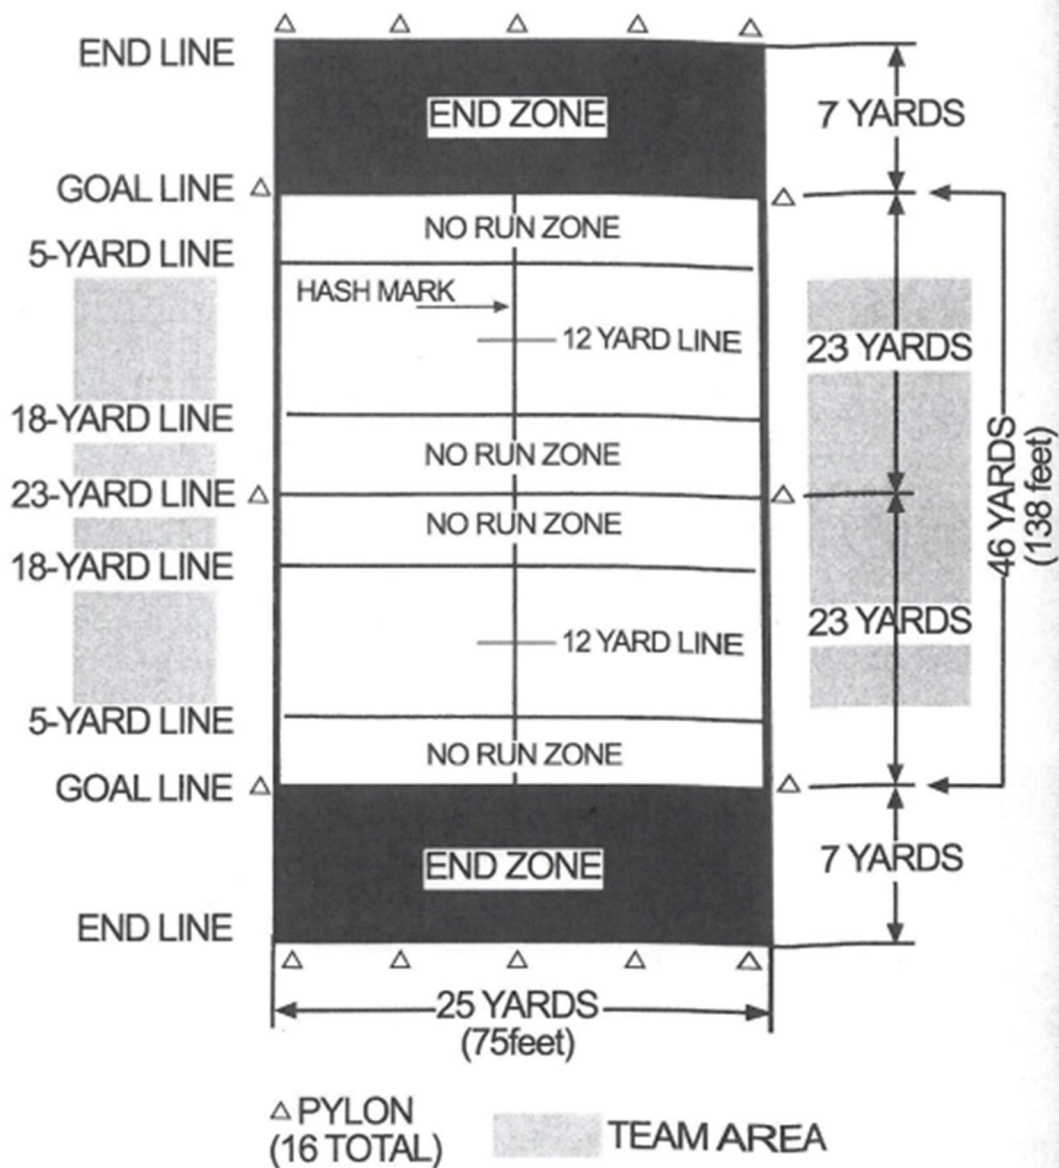 END LINE
END ZONE
7 YARDS
GOAL LINE
NO RUN ZONE
5-YARD LINE
HASH MARK
12 YARD LINE
23 YARDS
18-YARD LINE
NO RUN ZONE
23-YARD LINE
46 YARDS
(138 feet)
NO RUN ZONE
18-YARD LINE
23 YARDS
12 YARD LINE
5-YARD LINE
NO RUN ZONE
GOAL LINE
7 YARDS
END ZONE
END LINE
25 YARDS
(75feet)
PYLON
(16 TOTAL)
TEAM AREA